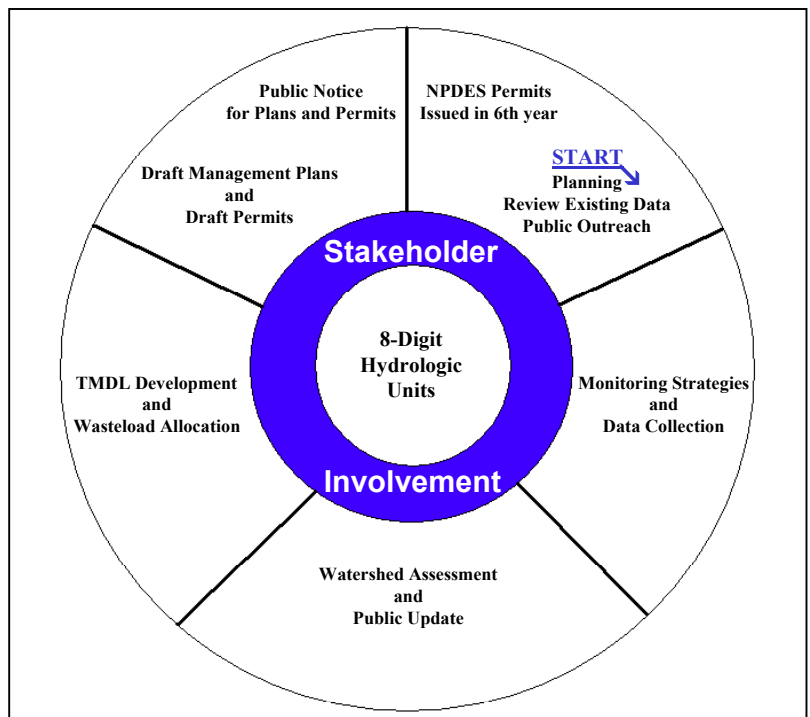 Public Notice
for Plans and Permits
NPDES Permits
Issued in 6th year
START
Planning
Review Existing Data
Public Outreach
Draft Management Plans
and
Draft Permits
Stakeholder
8-Digit
Hydrologic
Units
TMDL Development
and
Wasteload Allocation
Monitoring Strategies
and
Data Collection
Involvement
Watershed Assessment
and
Public Update